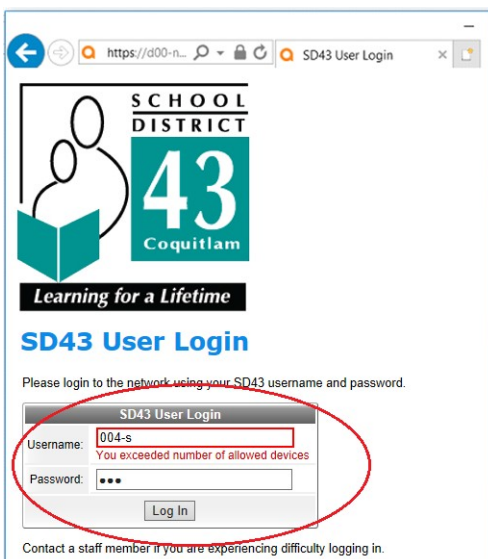 https://d00-n...
SD43 User Login
SCHOOL
DISTRICT
43
Coquitlam
Learning for a Lifetime
SD43 User Login
Please login to the network using your SD43 username and password.
SD43 User Login
Username: 004-s
You exceeded number of allowed devices
Password: •••
Log In
Contact a staff member if you are experiencing difficulty logging in.